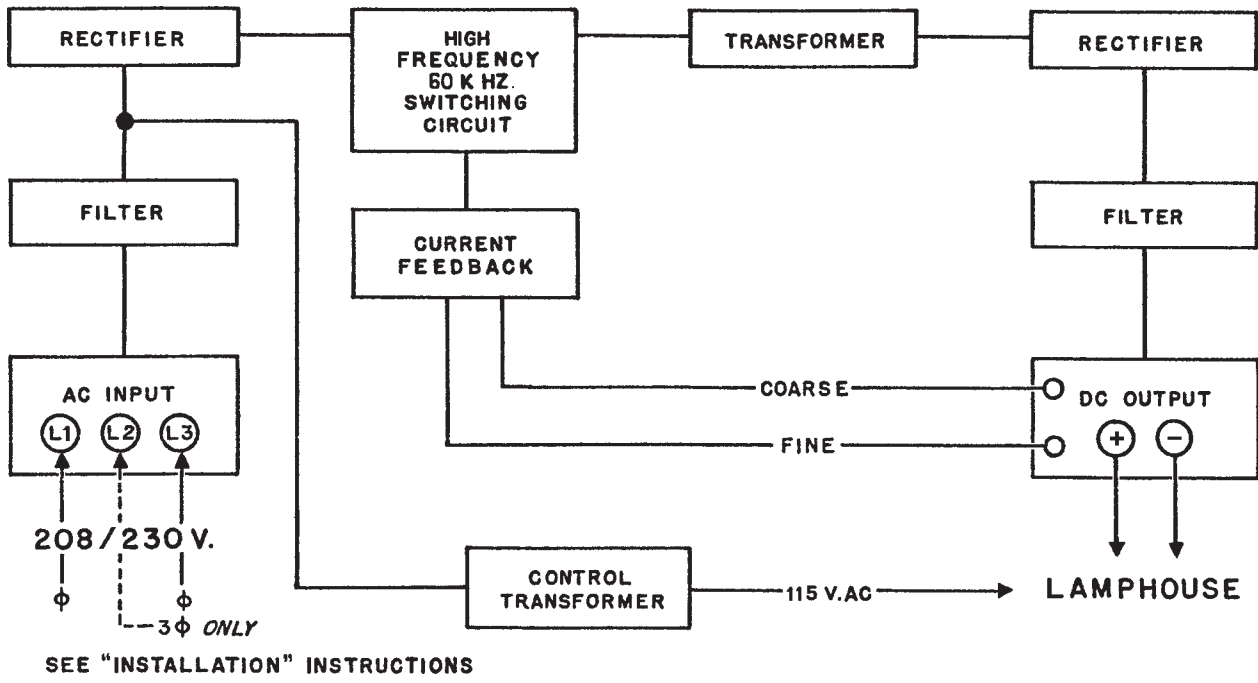 RECTIFIER
HIGH
FREQUENCY
60 K HZ.
SWITCHING
CIRCUIT
TRANSFORMER
RECTIFIER
FILTER
CURRENT
FEEDBACK
FILTER
AC INPUT
L1 L2 L3
COARSE
FINE
DC OUTPUT
+ −
208/230 V.
ϕ ϕ
3ϕ ONLY
CONTROL
TRANSFORMER
115 V.AC
LAMPHOUSE
SEE "INSTALLATION" INSTRUCTIONS